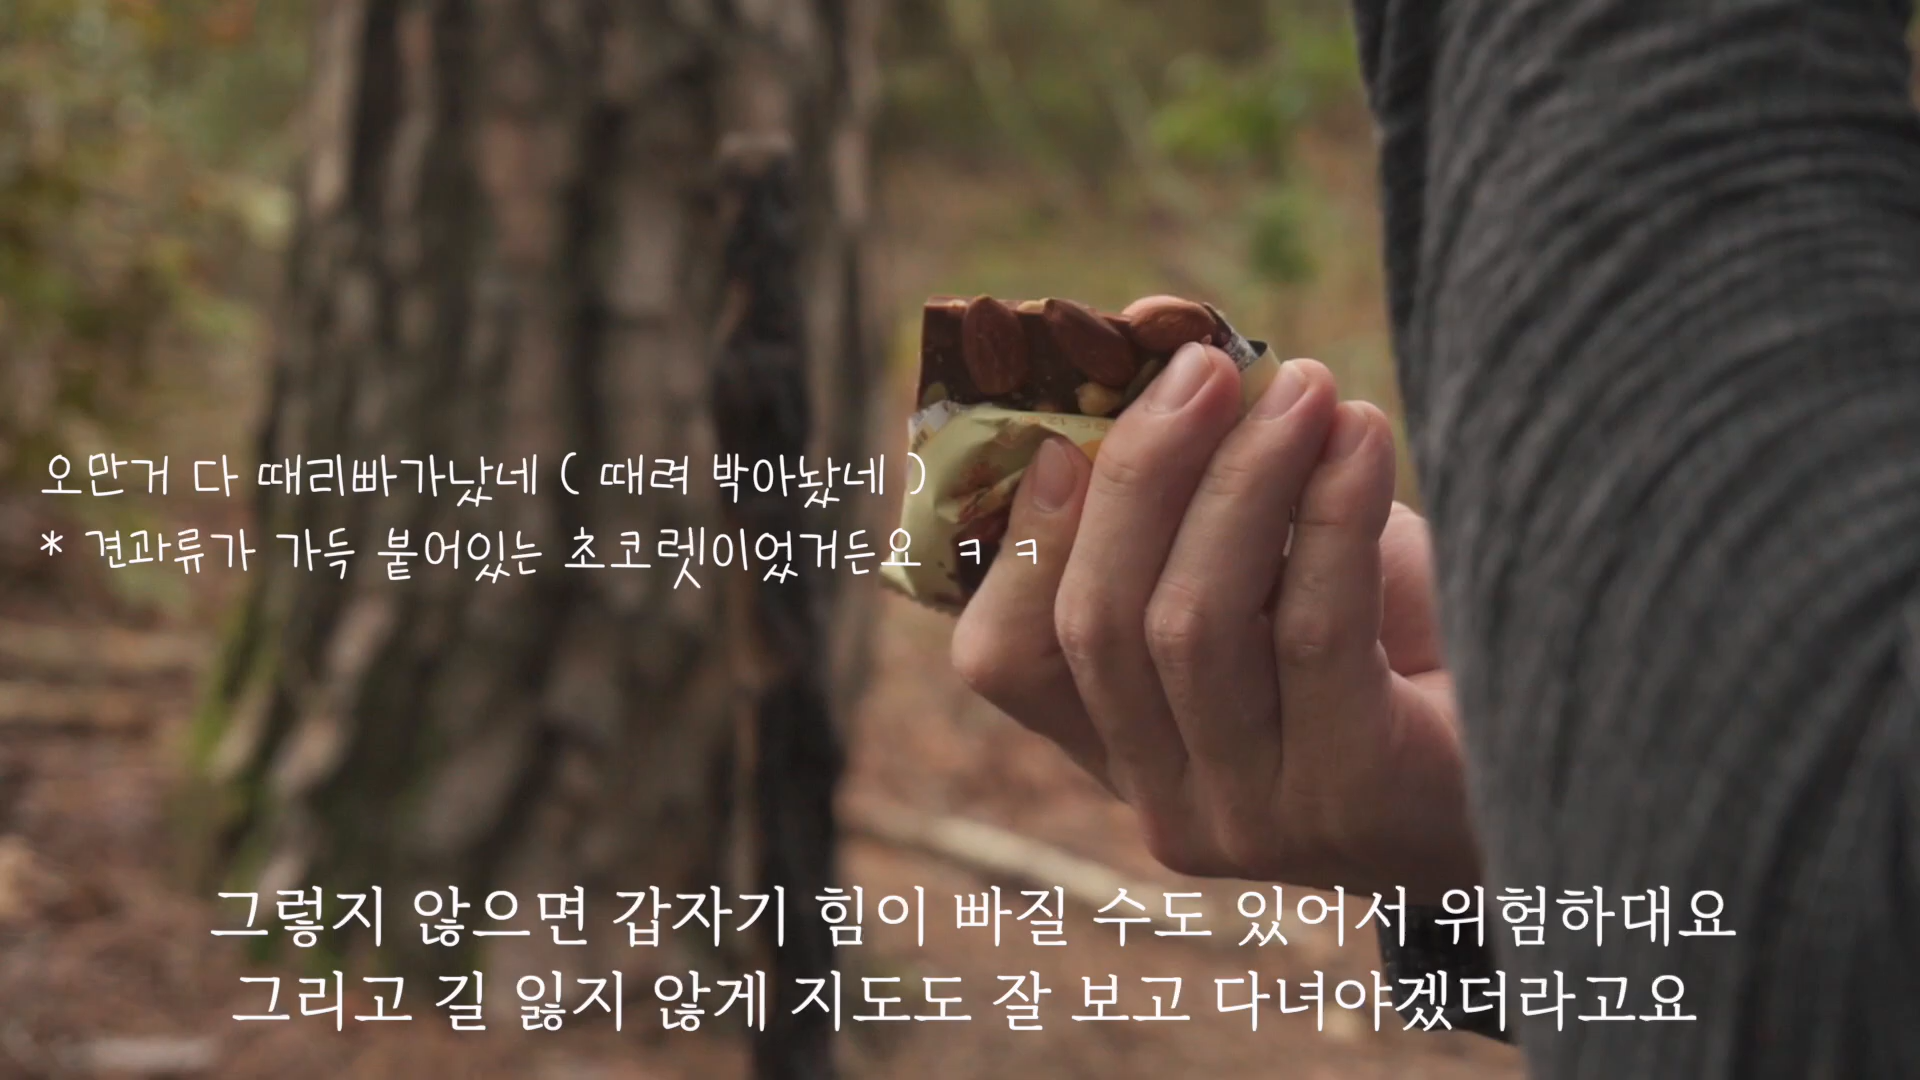 오만거 다 때리빠가났네 ( 때려 박아놨네 )
* 견과류가 가득 붙어있는 초코렛이었거든요 ㅋㅋ
그렇지 않으면 갑자기 힘이 빠질 수도 있어서 위험하대요
그리고 길 잃지 않게 지도도 잘 보고 다녀야겠더라고요